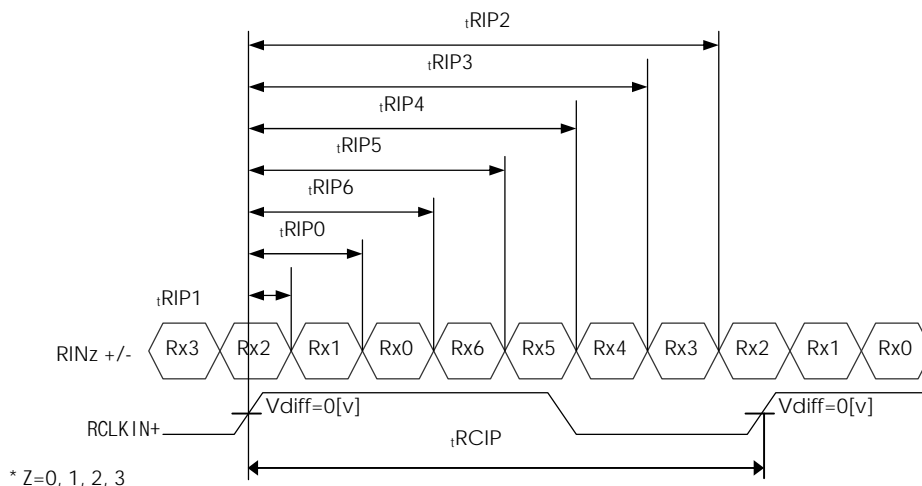 tRIP2
tRIP3
tRIP4
tRIP5
tRIP6
tRIP0
tRIP1
RINz +/- Rx3 Rx2 Rx1 Rx0 Rx6 Rx5 Rx4 Rx3 Rx2 Rx1 Rx0
Vdiff=0[v] Vdiff=0[v]
RCLKIN+
tRCIP
* Z=0, 1, 2, 3